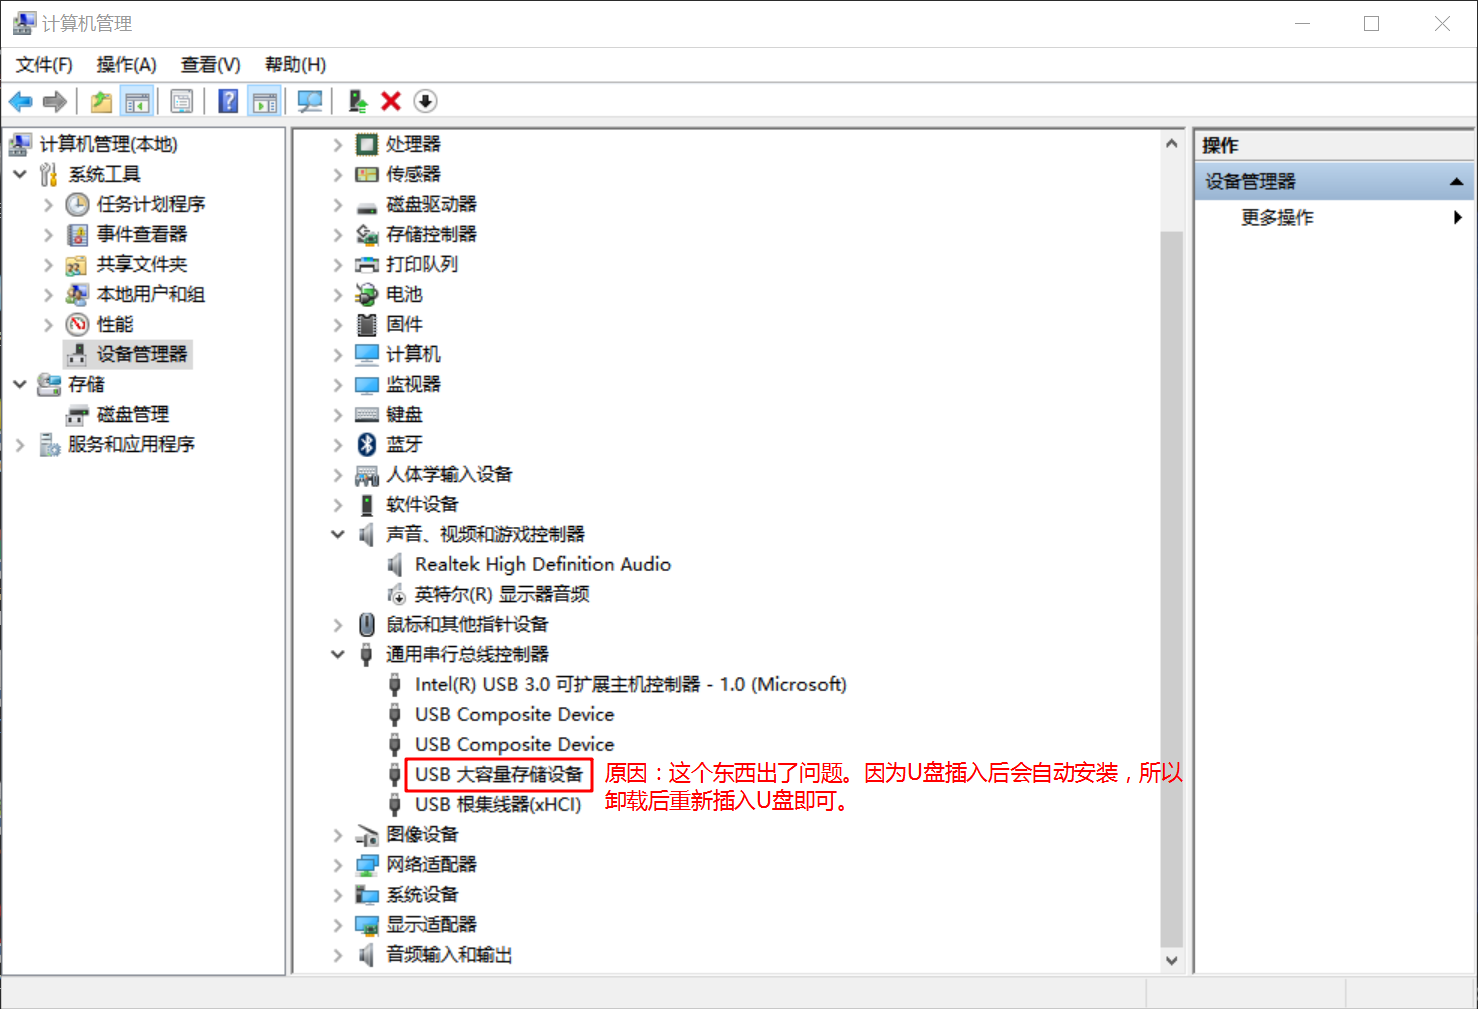 计算机管理
文件(F) 操作(A) 查看(V) 帮助(H)
计算机管理(本地)
系统工具
任务计划程序
事件查看器
共享文件夹
本地用户和组
性能
设备管理器
存储
磁盘管理
服务和应用程序
处理器
传感器
磁盘驱动器
存储控制器
打印队列
电池
固件
计算机
监视器
键盘
蓝牙
人体学输入设备
软件设备
声音、视频和游戏控制器
Realtek High Definition Audio
英特尔(R) 显示器音频
鼠标和其他指针设备
通用串行总线控制器
Intel(R) USB 3.0 可扩展主机控制器 - 1.0 (Microsoft)
USB Composite Device
USB Composite Device
USB 大容量存储设备
原因：这个东西出了问题。因为U盘插入后会自动安装，所以
卸载后重新插入U盘即可。
USB 根集线器(xHCI)
图像设备
网络适配器
系统设备
显示适配器
音频输入和输出
操作
设备管理器
更多操作